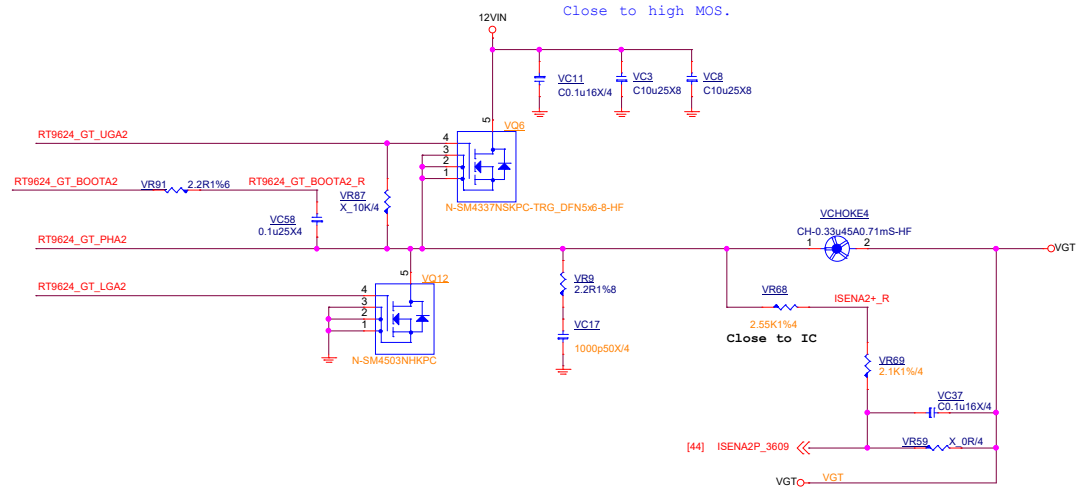 Close to high MOS.
12VIN
VC11
C0.1u16X/4
VC3
C10u25X8
VC8
C10u25X8
5
VQ6
RT9624_GT_UGA2
4
3
2
1
RT9624_GT_BOOTA2
VR91
2.2R1%6
RT9624_GT_BOOTA2_R
VR87
X_10K/4
N-SM4337NSKPC-TRG_DFN5x6-8-HF
VC58
0.1u25X4
VCHOKE4
CH-0.33u45A0.71mS-HF
RT9624_GT_PHA2
1
2
VGT
5
VQ12
RT9624_GT_LGA2
4
3
2
1
N-SM4503NHKPC
VR9
2.2R1%8
VC17
1000p50X/4
VR68
2.55K1%4
Close to IC
ISENA2+_R
VR69
2.1K1%/4
VC37
C0.1u16X/4
[44]
ISENA2P_3609
VR59
X_0R/4
VGT
VGT